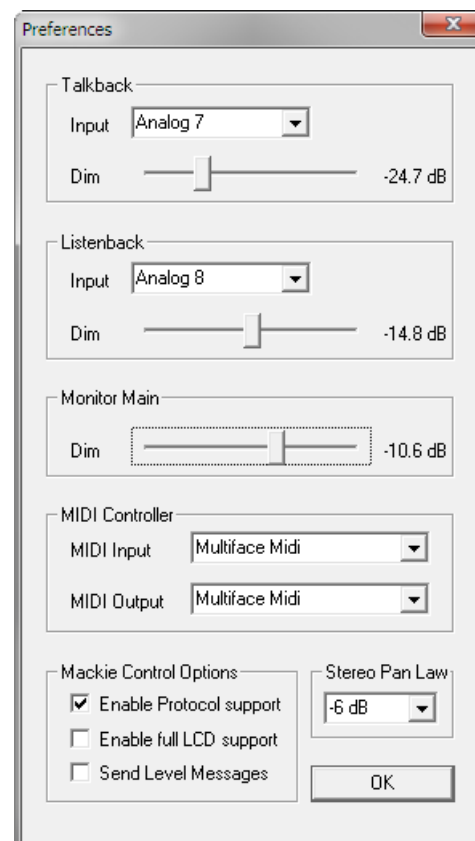 Preferences
Talkback
Input Analog 7
Dim -24.7 dB
Listenback
Input Analog 8
Dim -14.8 dB
Monitor Main
Dim -10.6 dB
MIDI Controller
MIDI Input Multiface Midi
MIDI Output Multiface Midi
Mackie Control Options
Enable Protocol support
Enable full LCD support
Send Level Messages
Stereo Pan Law
-6 dB
OK